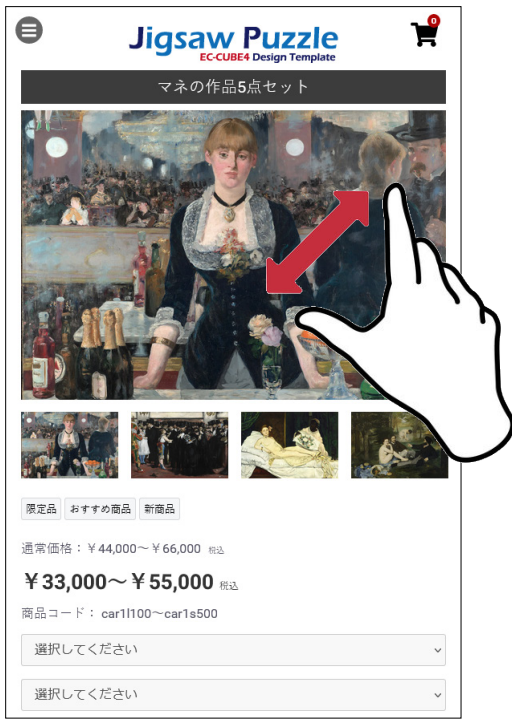 0
Jigsaw Puzzle
EC-CUBE4 Design Template
マネの作品5点セット
限定品 おすすめ商品 新商品
通常価格：￥44,000～￥66,000 税込
￥33,000～￥55,000 税込
商品コード： car1l100～car1s500
選択してください
選択してください